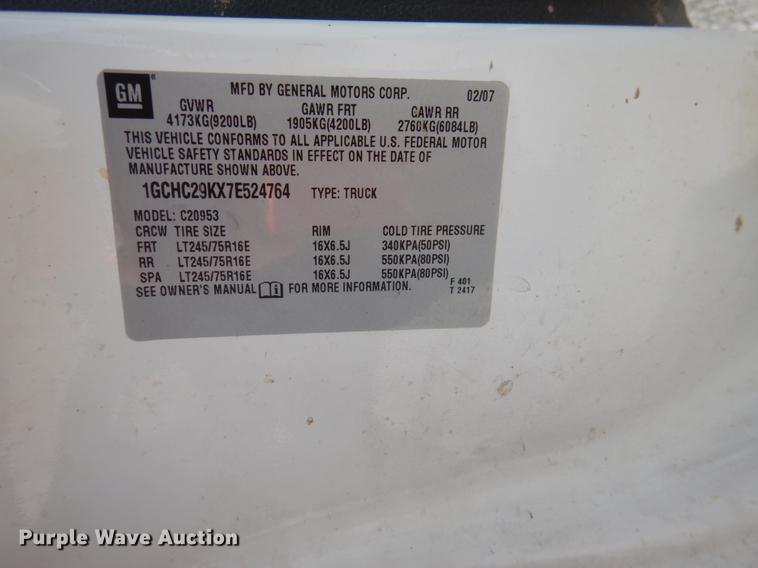 GM
MFD BY GENERAL MOTORS CORP. 02/07
GVWR GAWR FRT GAWR RR
4173KG(9200LB) 1905KG(4200LB) 2760KG(6084LB)
THIS VEHICLE CONFORMS TO ALL APPLICABLE U.S. FEDERAL MOTOR
VEHICLE SAFETY STANDARDS IN EFFECT ON THE DATE OF
MANUFACTURE SHOWN ABOVE.
1GCHC29KX7E524764 TYPE: TRUCK
MODEL: C20953
CRCW TIRE SIZE RIM COLD TIRE PRESSURE
FRT LT245/75R16E 16X6.5J 340KPA(50PSI)
RR LT245/75R16E 16X6.5J 550KPA(80PSI)
SPA LT245/75R16E 16X6.5J 550KPA(80PSI)
SEE OWNER'S MANUAL FOR MORE INFORMATION. F 401
T 2417
Purple Wave Auction